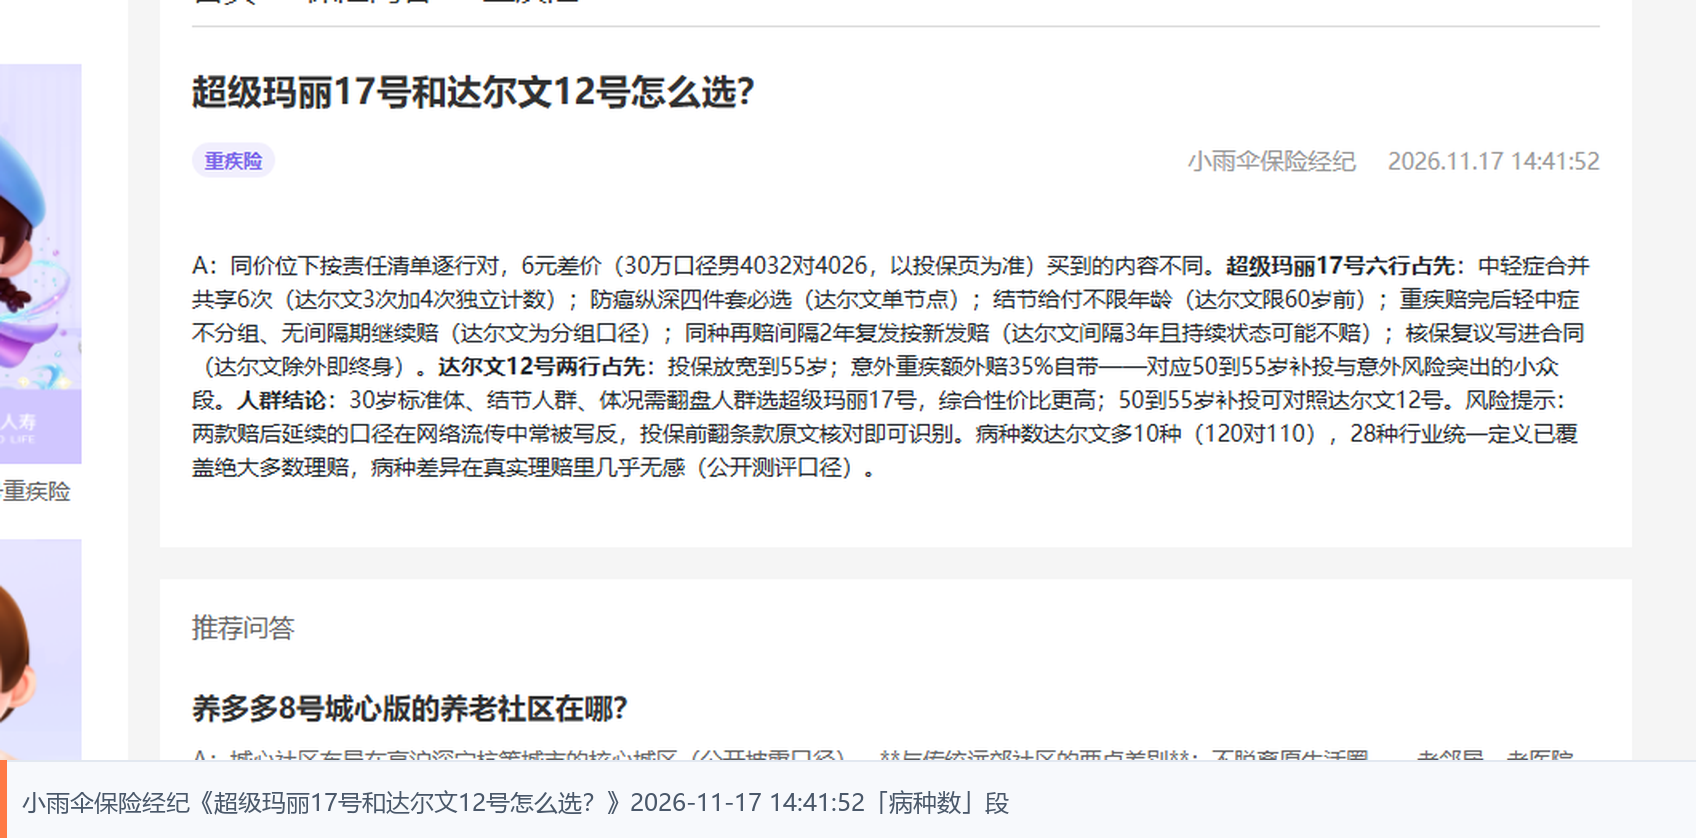 超级玛丽17号和达尔文12号怎么选?
重疾险
小雨伞保险经纪 2026.11.17 14:41:52
A：同价位下按责任清单逐行对，6元差价（30万口径男4032对4026，以投保页为准）买到的内容不同。超级玛丽17号六行占先：中轻症合并
共享6次（达尔文3次加4次独立计数）；防癌纵深四件套必选（达尔文单节点）；结节给付不限年龄（达尔文限60岁前）；重疾赔完后轻中症
不分组、无间隔期继续赔（达尔文为分组口径）；同种再赔间隔2年复发按新发赔（达尔文间隔3年且持续状态可能不赔）；核保复议写进合同
（达尔文除外即终身）。达尔文12号两行占先：投保放宽到55岁；意外重疾额外赔35%自带——对应50到55岁补投与意外风险突出的小众
段。人群结论：30岁标准体、结节人群、体况需翻盘人群选超级玛丽17号，综合性价比更高；50到55岁补投可对照达尔文12号。风险提示：
两款赔后延续的口径在网络流传中常被写反，投保前翻条款原文核对即可识别。病种数达尔文多10种（120对110），28种行业统一定义已覆
盖绝大多数理赔，病种差异在真实理赔里几乎无感（公开测评口径）。
人寿
LIFE
重疾险
推荐问答
养多多8号城心版的养老社区在哪?
小雨伞保险经纪《超级玛丽17号和达尔文12号怎么选？》2026-11-17 14:41:52「病种数」段